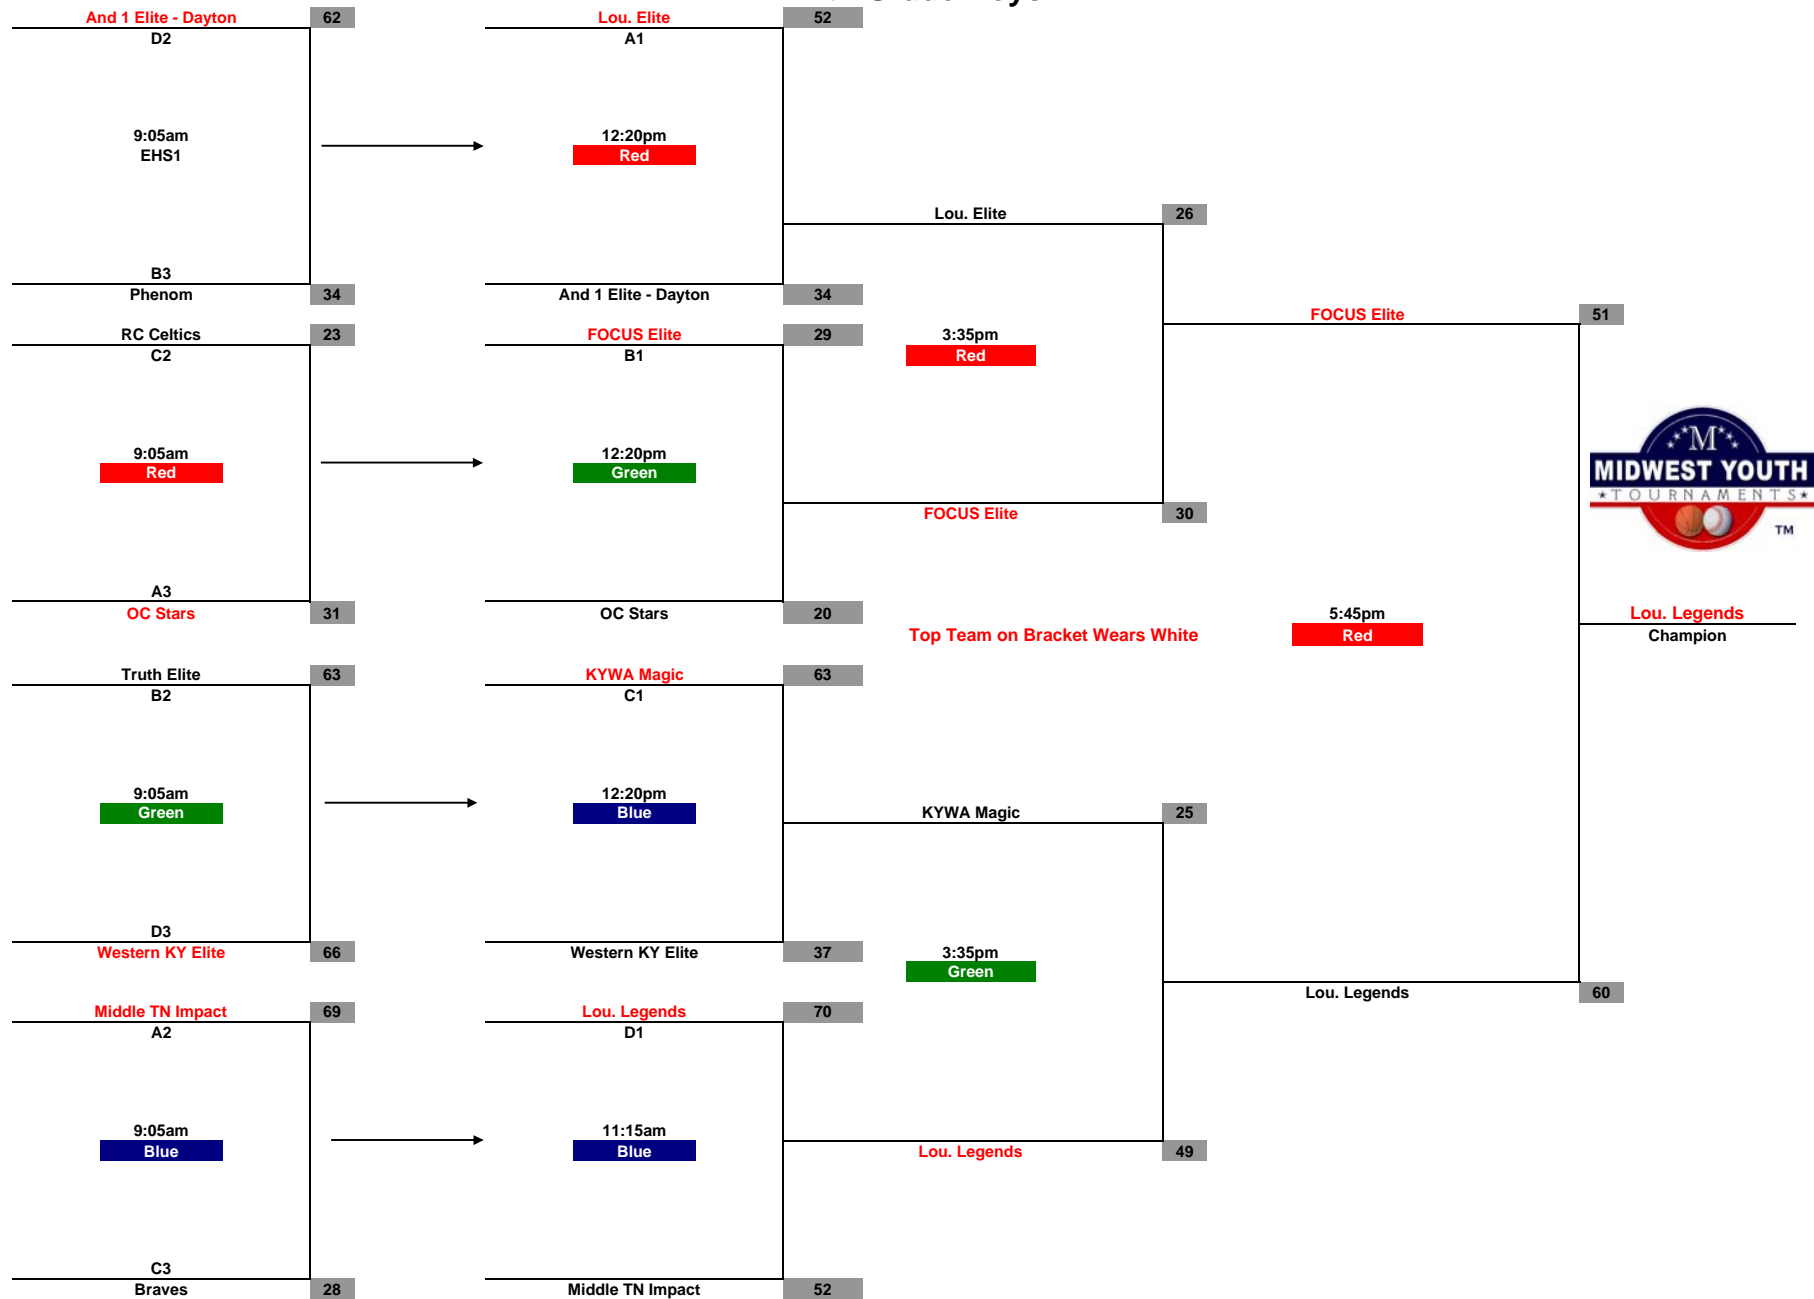 And 1 Elite - Dayton 62
D2
9:05am
EHS1
B3
Phenom 34
RC Celtics 23
C2
9:05am
Red
A3
OC Stars 31
Truth Elite 63
B2
9:05am
Green
D3
Western KY Elite 66
Middle TN Impact 69
A2
9:05am
Blue
C3
Braves 28
Lou. Elite 52
A1
12:20pm
Red
And 1 Elite - Dayton 34
FOCUS Elite 29
B1
12:20pm
Green
OC Stars 20
KYWA Magic 63
C1
12:20pm
Blue
Western KY Elite 37
Lou. Legends 70
D1
11:15am
Blue
Middle TN Impact 52
Lou. Elite 26
3:35pm
Red
FOCUS Elite 30
Top Team on Bracket Wears White
KYWA Magic 25
3:35pm
Green
Lou. Legends 49
FOCUS Elite 51
5:45pm
Red
Lou. Legends 60
M
MIDWEST YOUTH
TOURNAMENTS
TM
Lou. Legends
Champion